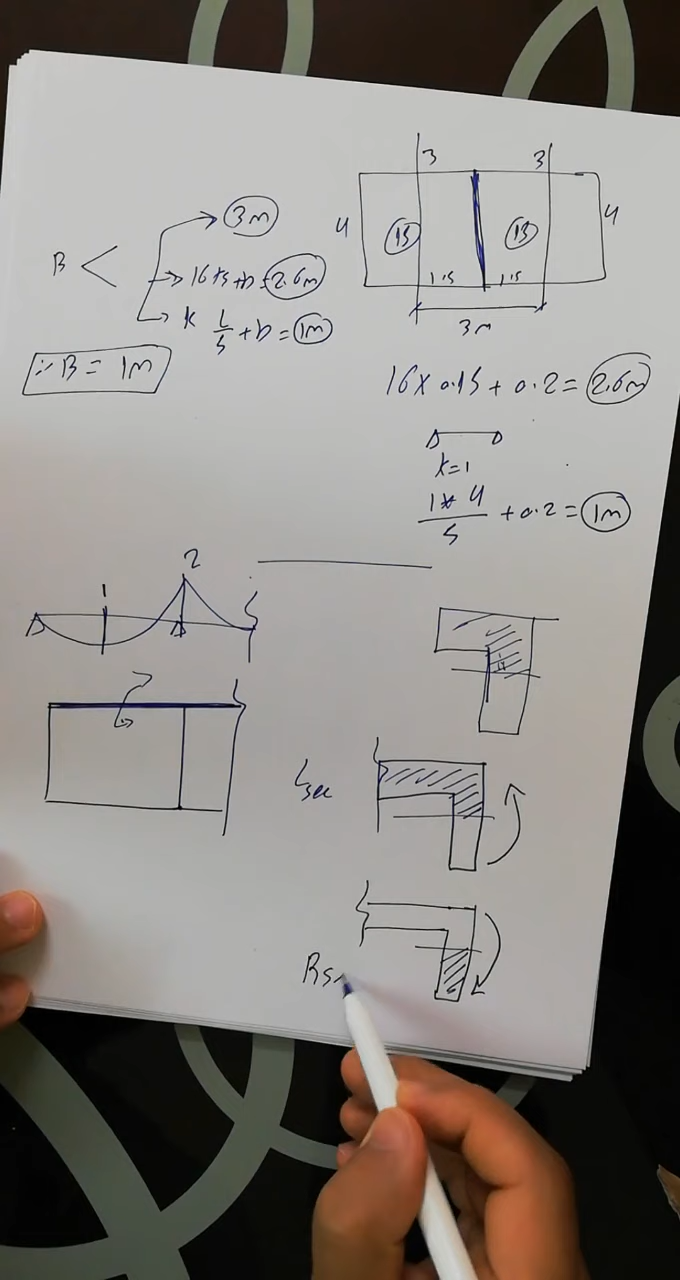 3 3
4 15 15 4
1.5 1.5
3m
B < 3m
16ts+b=2.6m
K L/5 + b = 1m
∴ B = 1m
16 x 0.15 + 0.2 = 2.6m
K=1
1*4/5 + 0.2 = 1m
1 2
Lsec
Rs